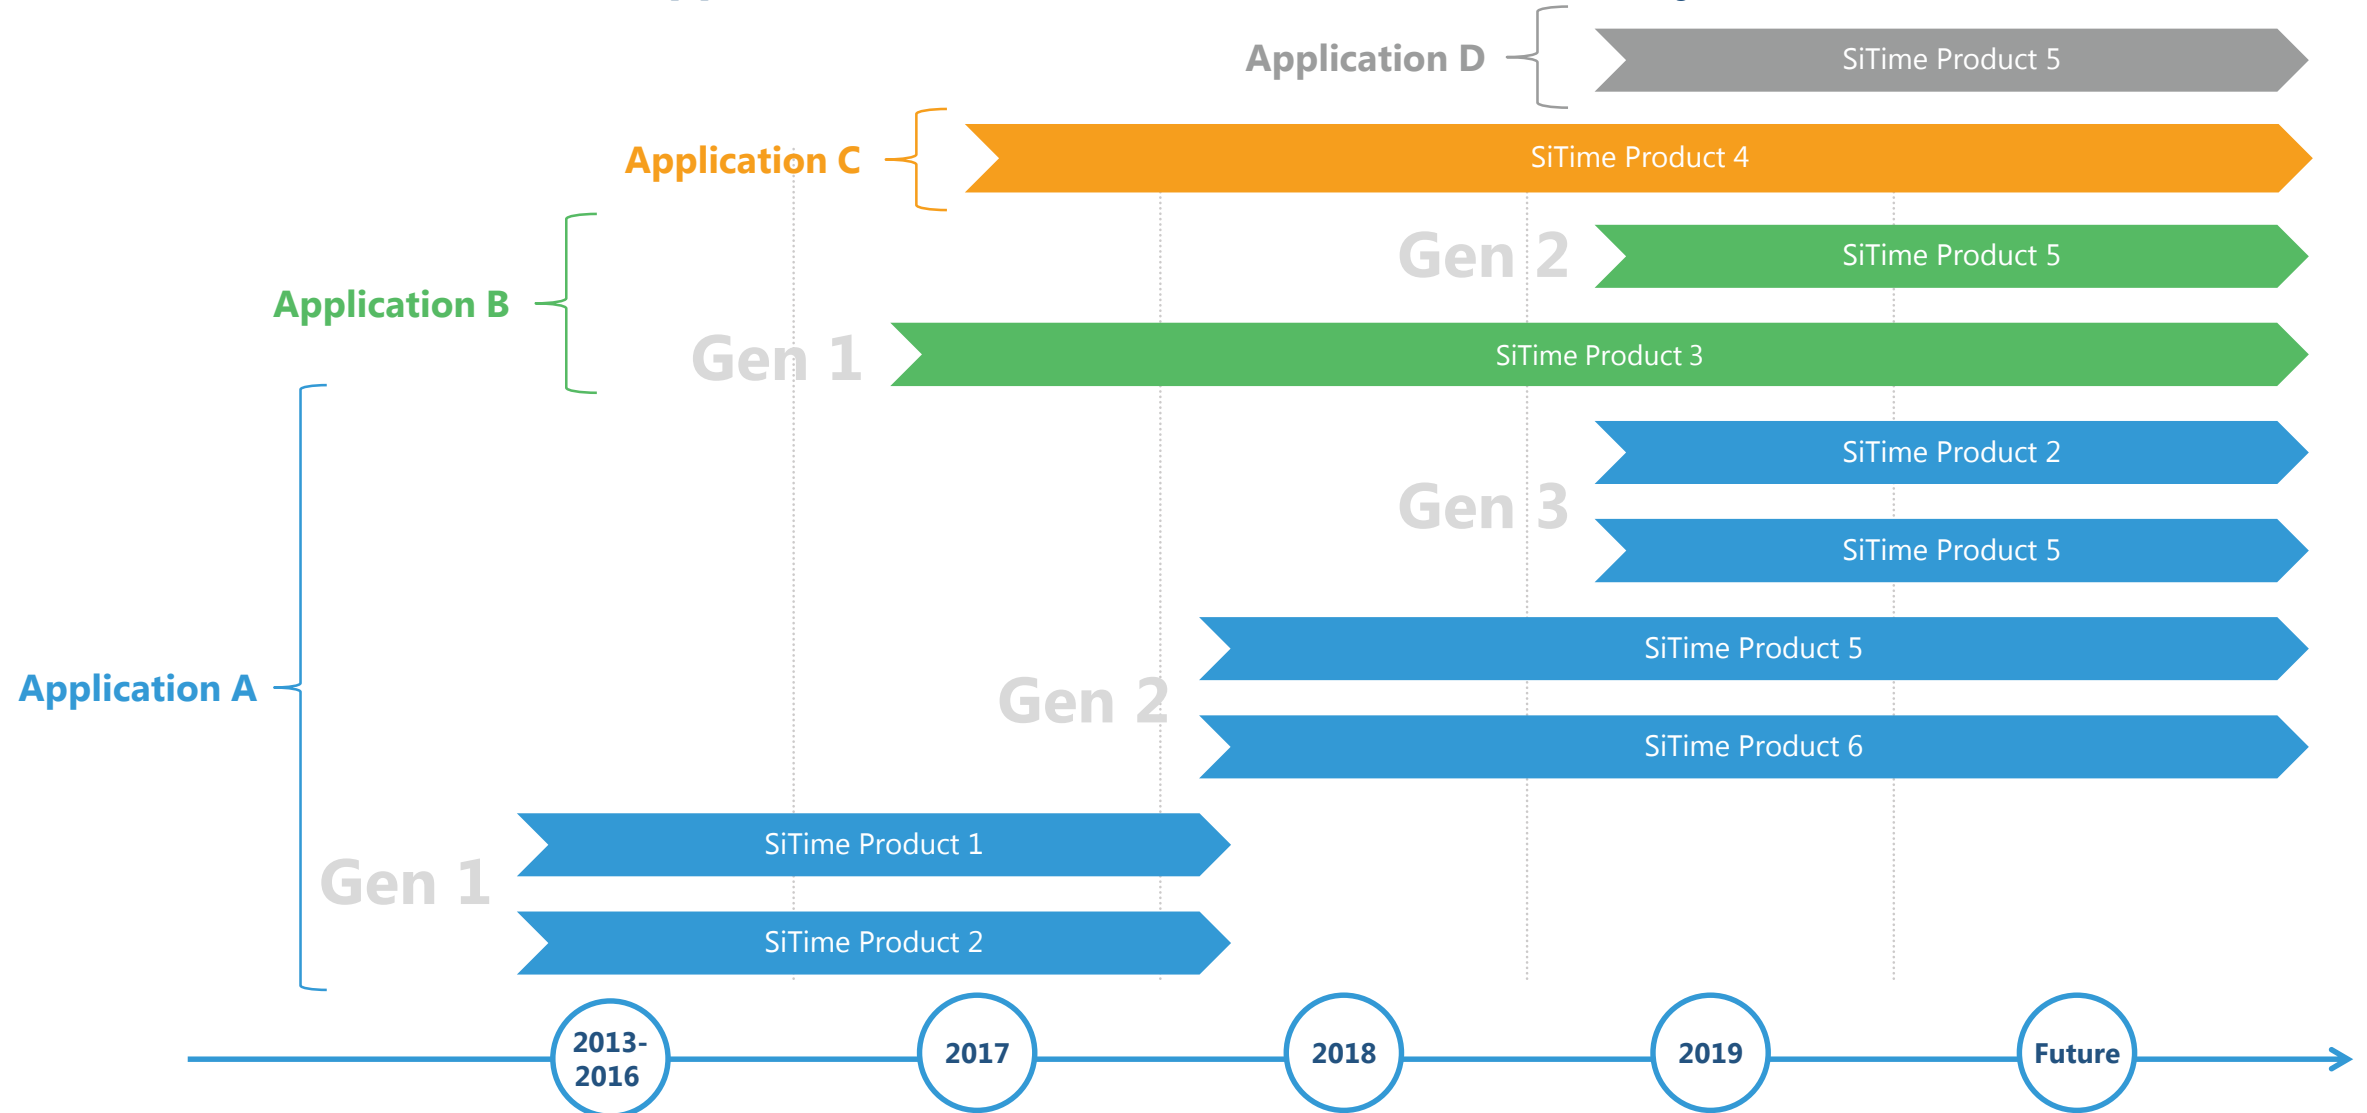 Application D
SiTime Product 5
Application C
SiTime Product 4
Gen 2
SiTime Product 5
Application B
Gen 1
SiTime Product 3
SiTime Product 2
Gen 3
SiTime Product 5
SiTime Product 5
Application A
Gen 2
SiTime Product 6
SiTime Product 1
Gen 1
SiTime Product 2
2013-
2016
2017
2018
2019
Future